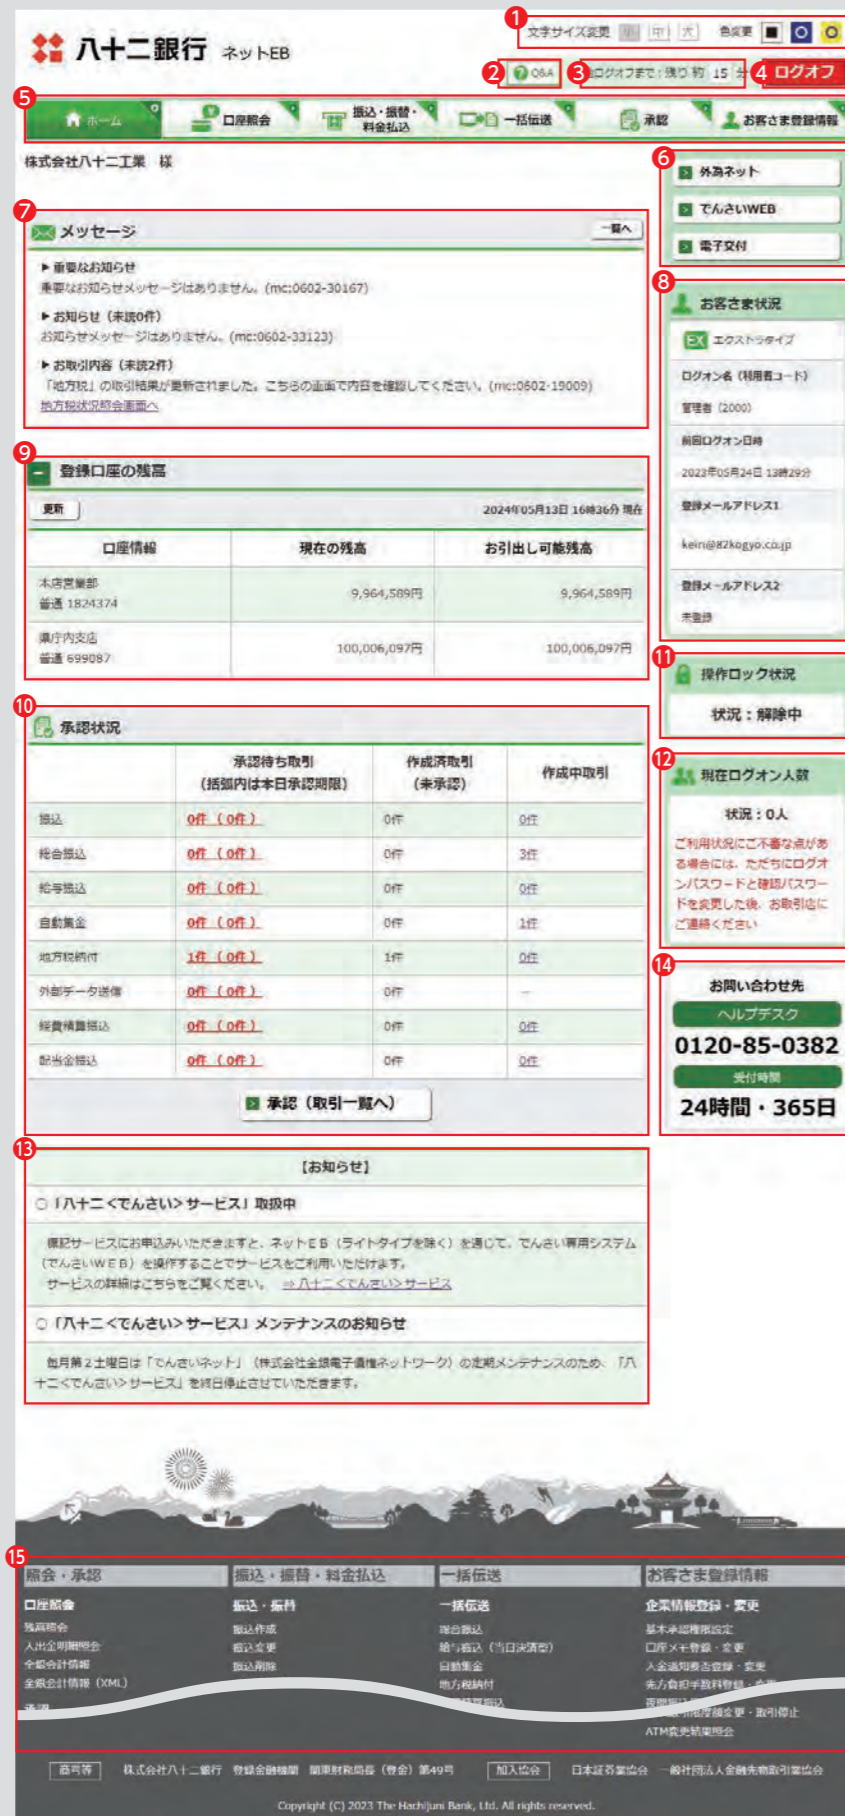 八十二銀行 ネットEB
1 文字サイズ変更 小 中 大 色変更
2 Q&A
3 ログオフまで：残り 約 15 分
4 ログオフ
5 ホーム 口座照会 振込・振替・料金払込 一括伝送 承認 お客さま登録情報
株式会社八十二工業 様
6
外為ネット
でんさいWEB
電子交付
7
メッセージ 一覧へ
▶ 重要なお知らせ
重要なお知らせメッセージはありません。(mc:0602-30167)
▶ お知らせ（未読0件）
お知らせメッセージはありません。(mc:0602-33123)
▶ お取引内容（未読2件）
「地方税」の取引結果が更新されました。こちらの画面で内容を確認してください。(mc:0602-19009)
地方税状況照会画面へ
8
お客さま状況
EX エクストラタイプ
ログオン名（利用者コード）
管理者（2000）
前回ログオン日時
2023年05月24日 13時29分
登録メールアドレス1
keiri@82kogyo.co.jp
登録メールアドレス2
未登録
9
登録口座の残高
更新 2024年05月13日 16時36分 現在
口座情報 現在の残高 お引出し可能残高
本店営業部
普通 1824374 9,964,589円 9,964,589円
県庁内支店
普通 699087 100,006,097円 100,006,097円
10
承認状況
承認待ち取引
（括弧内は本日承認期限） 作成済取引
（未承認） 作成中取引
振込 0件（0件） 0件 0件
総合振込 0件（0件） 0件 3件
給与振込 0件（0件） 0件 0件
自動集金 0件（0件） 0件 1件
地方税納付 1件（0件） 1件 0件
外部データ送信 0件（0件） 0件 －
経費精算振込 0件（0件） 0件 0件
配当金振込 0件（0件） 0件 0件
承認（取引一覧へ）
11
操作ロック状況
状況：解除中
12
現在ログオン人数
状況：0人
ご利用状況にご不審な点があ
る場合には、ただちにログオ
ンパスワードと確認パスワー
ドを変更した後、お取引店に
ご連絡ください
14
お問い合わせ先
ヘルプデスク
0120-85-0382
受付時間
24時間・365日
13
【お知らせ】
○「八十二＜でんさい＞サービス」取扱中
標記サービスにお申込みいただきますと、ネットＥＢ（ライトタイプを除く）を通じて、でんさい専用システム
（でんさいＷＥＢ）を操作することでサービスをご利用いただけます。
サービスの詳細はこちらをご覧ください。 ⇒八十二＜でんさい＞サービス
○「八十二＜でんさい＞サービス」メンテナンスのお知らせ
毎月第２土曜日は「でんさいネット」（株式会社全銀電子債権ネットワーク）の定期メンテナンスのため、「八
十二＜でんさい＞サービス」を終日停止させていただきます。
15
照会・承認 振込・振替・料金払込 一括伝送 お客さま登録情報
口座照会 振込・振替 一括伝送 企業情報登録・変更
残高照会 振込作成 総合振込 基本承認権限設定
入出金明細照会 振込変更 給与振込（当日決済型） 口座メモ登録・変更
全銀会計情報 振込削除 自動集金 入金通知要否登録・変更
全銀会計情報（XML） 地方税納付 先方負担手数料登録・変更
承認 限度額変更・取引停止
ATM変更結果照会
商号等 株式会社八十二銀行 登録金融機関 関東財務局長（登金）第49号 加入協会 日本証券業協会 一般社団法人金融先物取引業協会
Copyright (C) 2023 The Hachijuni Bank, Ltd. All rights reserved.